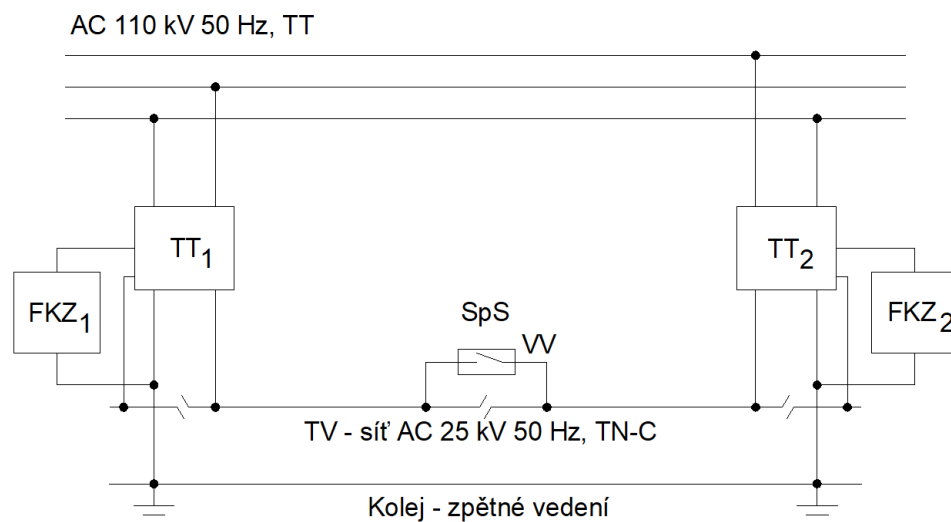 AC 110 kV 50 Hz, TT
TT1
TT2
FKZ1
SpS
VV
FKZ2
TV - síť AC 25 kV 50 Hz, TN-C
Kolej - zpětné vedení